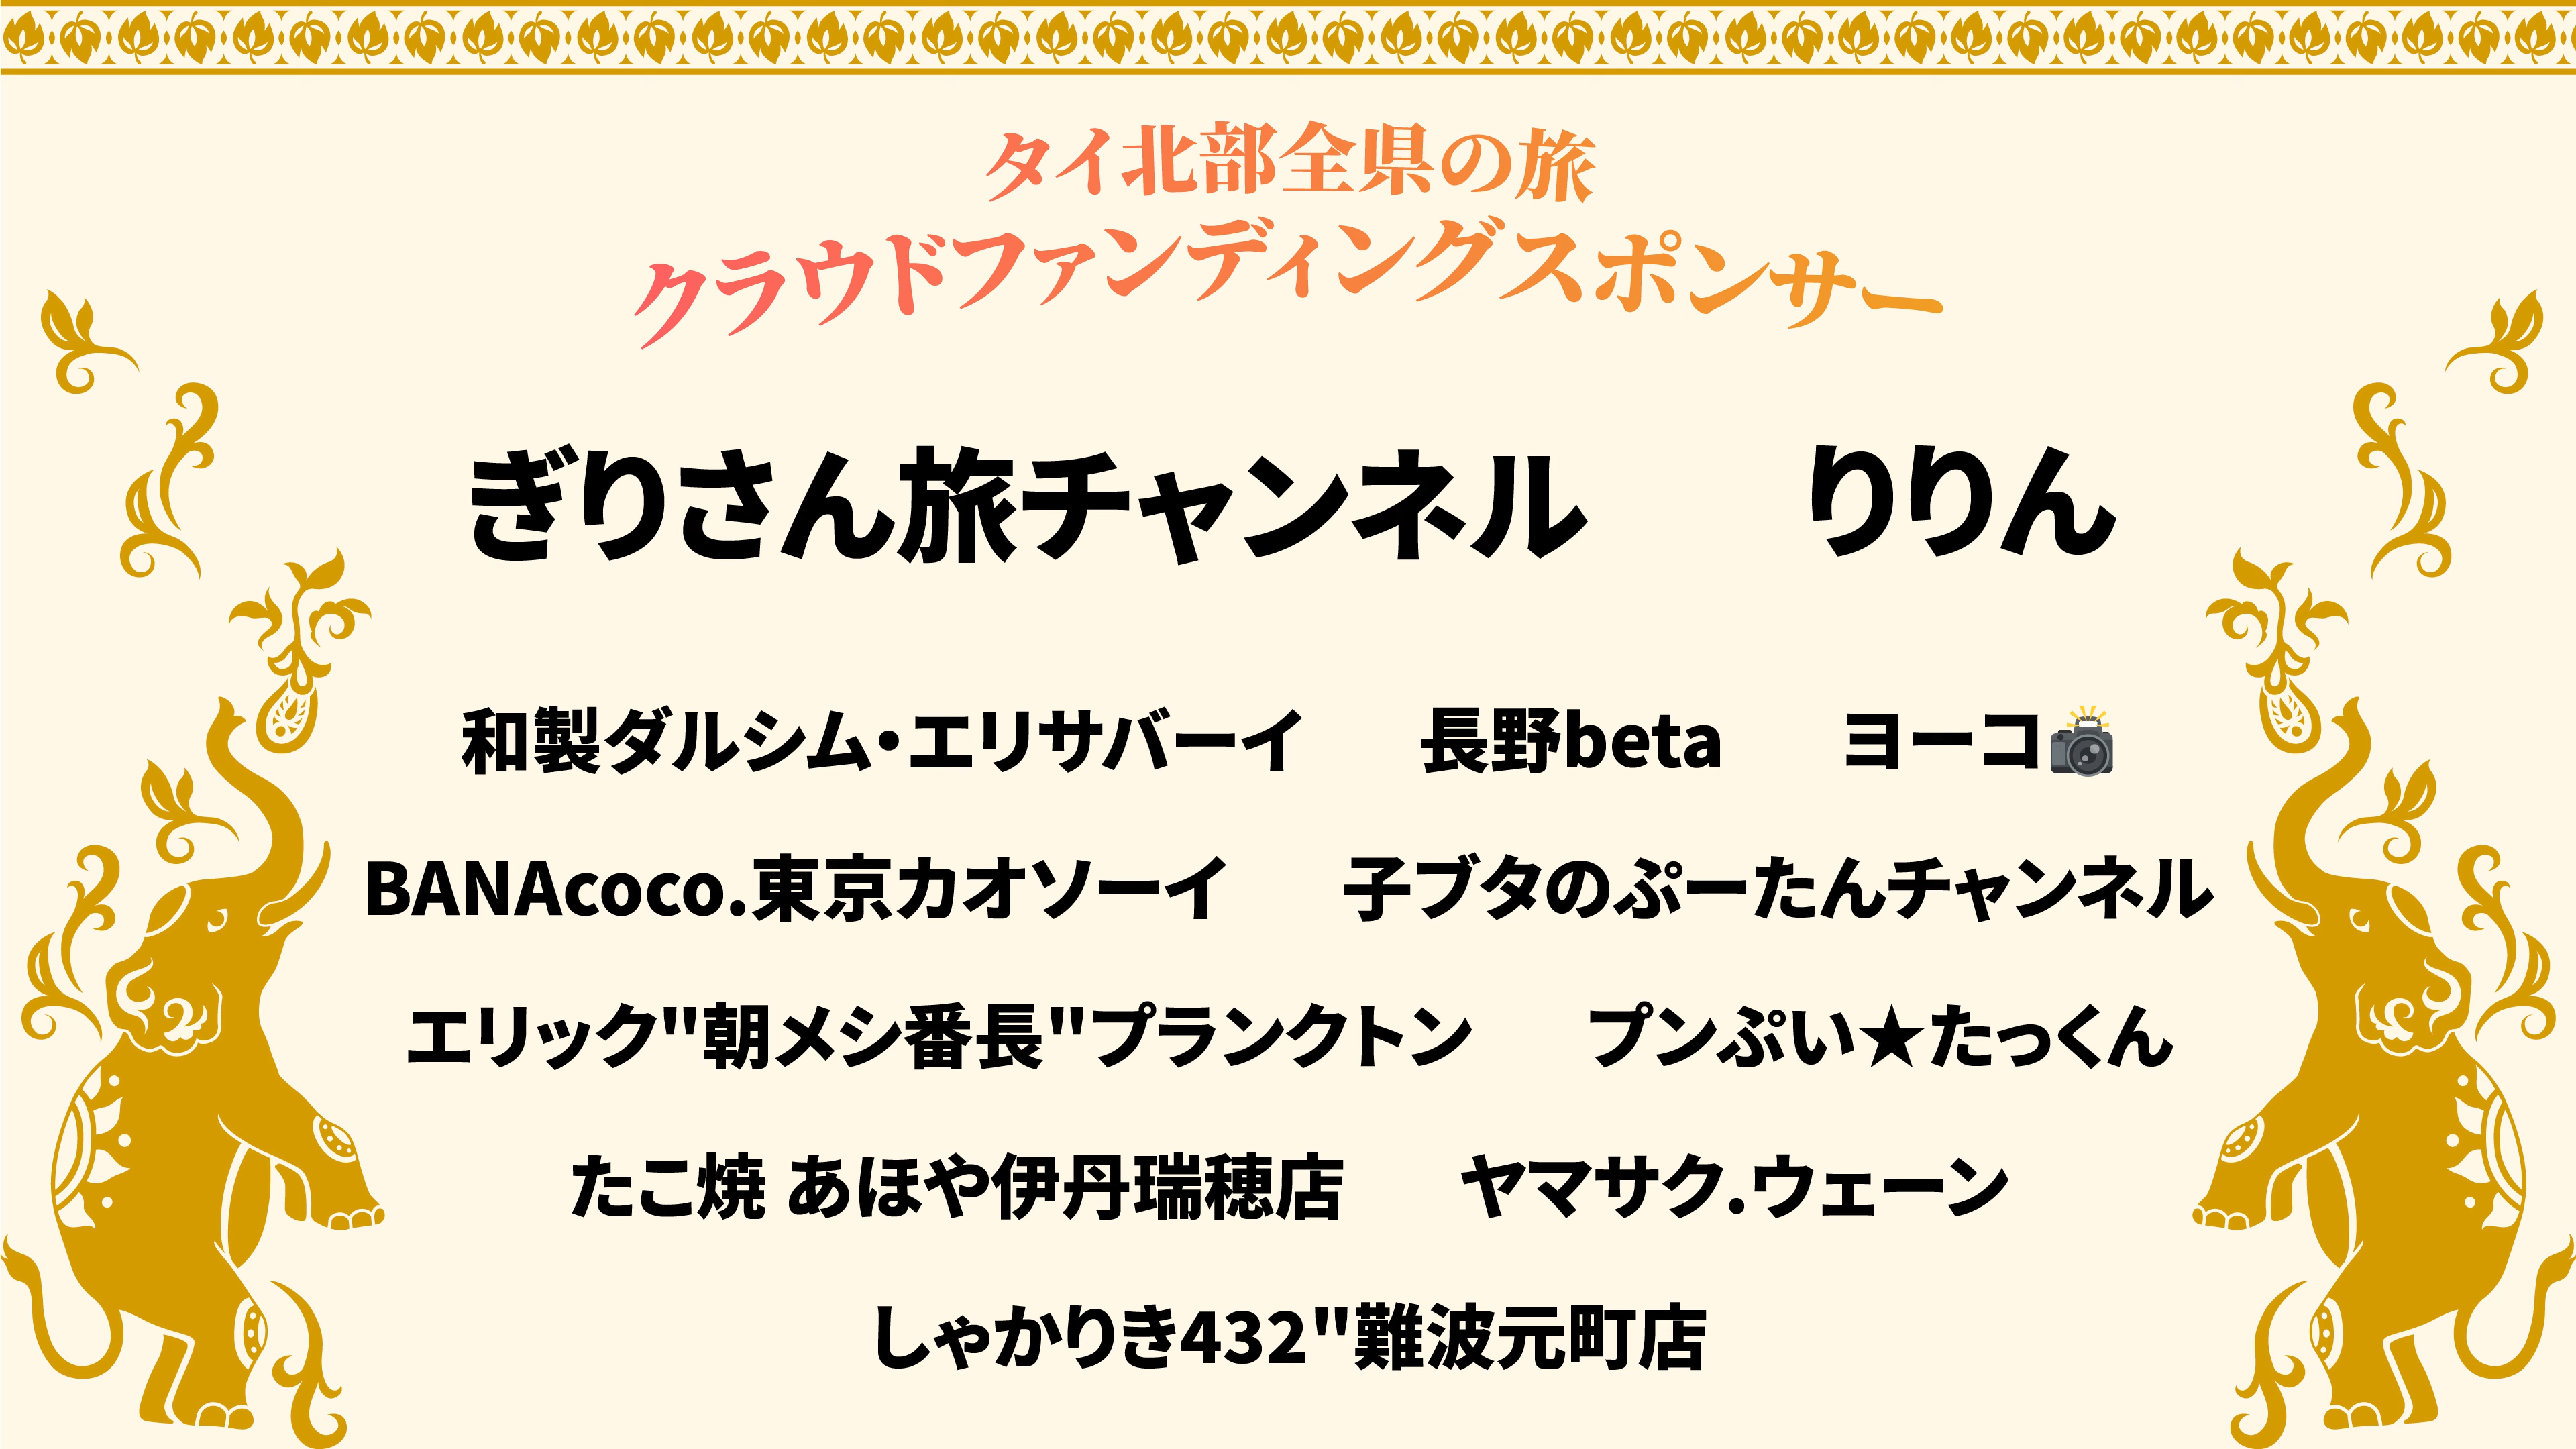 タイ北部全県の旅
クラウドファンディングスポンサー
ぎりさん旅チャンネル りりん
和製ダルシム・エリサバーイ 長野beta ヨーコ📸
BANAcoco.東京カオソーイ 子ブタのぷーたんチャンネル
エリック"朝メシ番長"プランクトン プンぷい★たっくん
たこ焼 あほや伊丹瑞穂店 ヤマサク.ウェーン
しゃかりき432"難波元町店